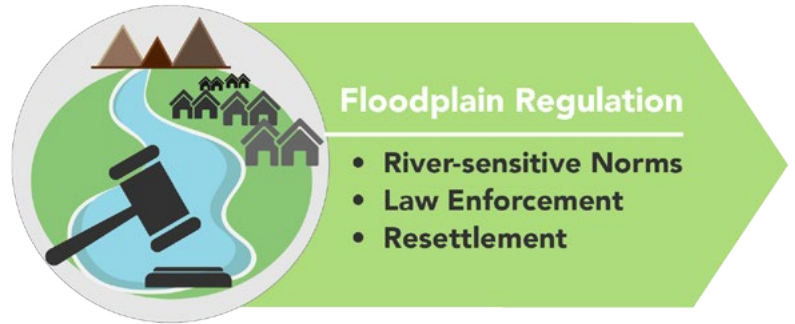 Floodplain Regulation
• River-sensitive Norms
• Law Enforcement
• Resettlement